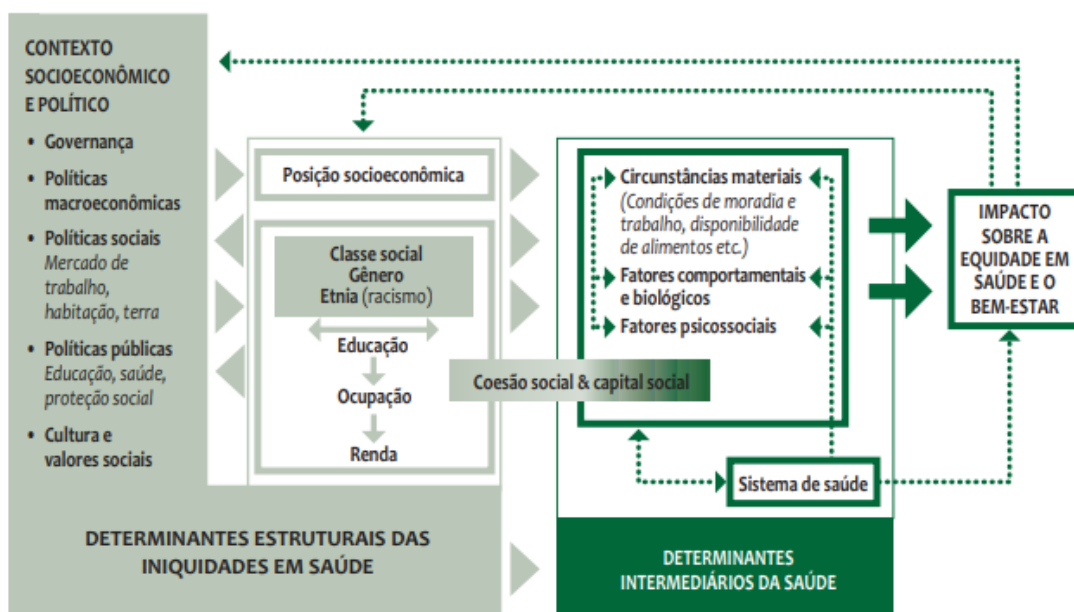 CONTEXTO
SOCIOECONÔMICO
E POLÍTICO
• Governança
• Políticas
macroeconômicas
• Políticas sociais
Mercado de
trabalho,
habitação, terra
• Políticas públicas
Educação, saúde,
proteção social
• Cultura e
valores sociais
Posição socioeconômica
Classe social
Gênero
Etnia (racismo)
Educação
Ocupação
Renda
DETERMINANTES ESTRUTURAIS DAS
INIQUIDADES EM SAÚDE
Coesão social & capital social
Circunstâncias materiais
(Condições de moradia e
trabalho, disponibilidade
de alimentos etc.)
Fatores comportamentais
e biológicos
Fatores psicossociais
Sistema de saúde
DETERMINANTES
INTERMEDIÁRIOS DA SAÚDE
IMPACTO
SOBRE A
EQUIDADE EM
SAÚDE E O
BEM-ESTAR